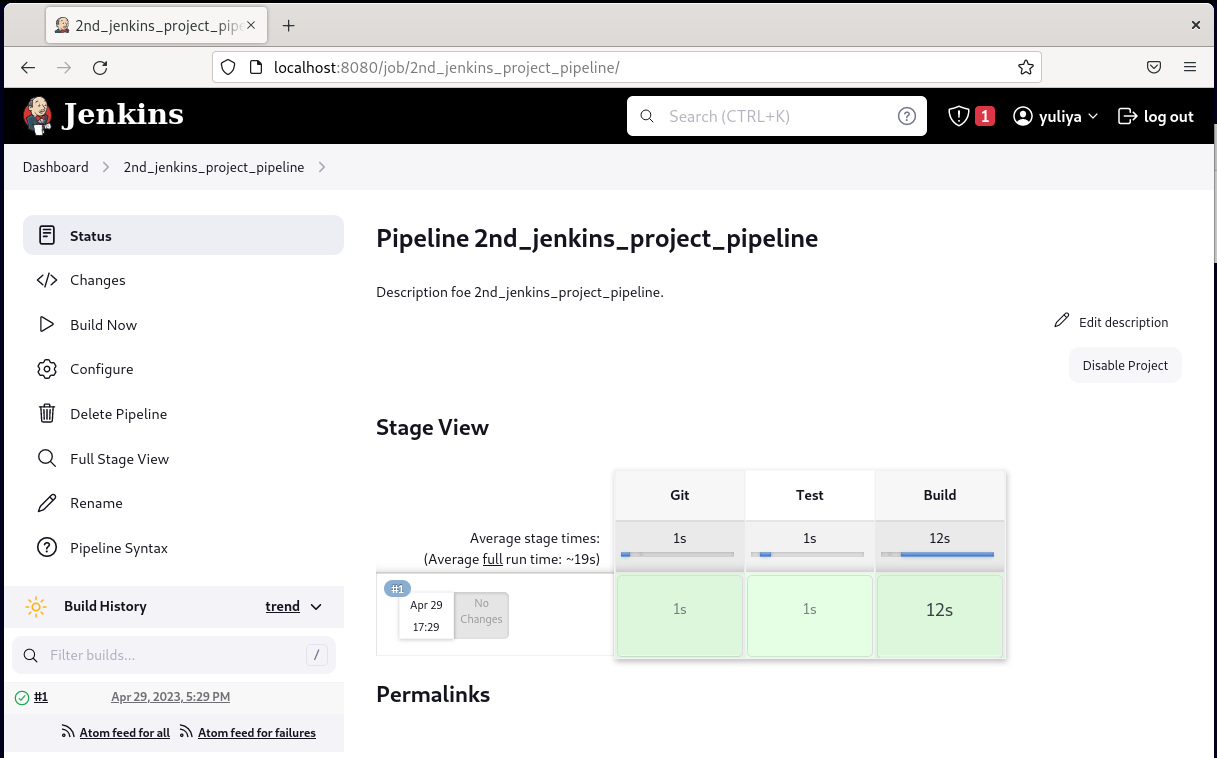 2nd_jenkins_project_pipe
localhost:8080/job/2nd_jenkins_project_pipeline/
Jenkins
Search (CTRL+K)
1
yuliya
log out
Dashboard
2nd_jenkins_project_pipeline
Status
Changes
Build Now
Configure
Delete Pipeline
Full Stage View
Rename
Pipeline Syntax
Build History
trend
Filter builds...
/
#1
Apr 29, 2023, 5:29 PM
Atom feed for all
Atom feed for failures
Pipeline 2nd_jenkins_project_pipeline
Description foe 2nd_jenkins_project_pipeline.
Edit description
Disable Project
Stage View
Git
Test
Build
Average stage times:
(Average full run time: ~19s)
1s
1s
12s
#1
Apr 29
17:29
No
Changes
1s
1s
12s
Permalinks